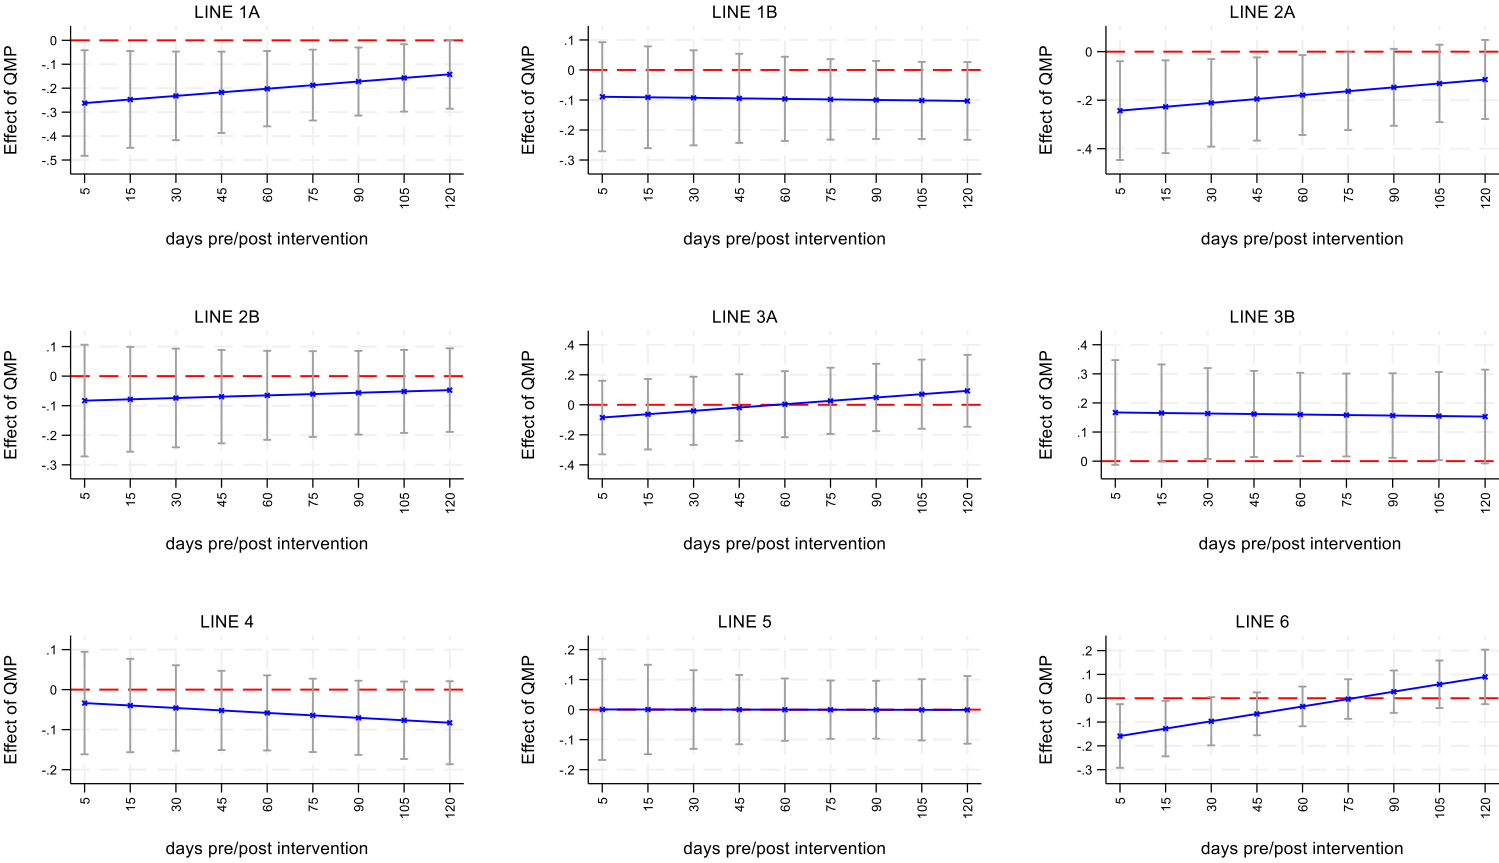 LINE 1A
Effect of QMP
0
-.1
-.2
-.3
-.4
-.5
5 15 30 45 60 75 90 105 120
days pre/post intervention
LINE 1B
Effect of QMP
.1
0
-.1
-.2
-.3
5 15 30 45 60 75 90 105 120
days pre/post intervention
LINE 2A
Effect of QMP
0
-.2
-.4
5 15 30 45 60 75 90 105 120
days pre/post intervention
LINE 2B
Effect of QMP
.1
0
-.1
-.2
-.3
5 15 30 45 60 75 90 105 120
days pre/post intervention
LINE 3A
Effect of QMP
.4
.2
0
-.2
-.4
5 15 30 45 60 75 90 105 120
days pre/post intervention
LINE 3B
Effect of QMP
.4
.3
.2
.1
0
5 15 30 45 60 75 90 105 120
days pre/post intervention
LINE 4
Effect of QMP
.1
0
-.1
-.2
5 15 30 45 60 75 90 105 120
days pre/post intervention
LINE 5
Effect of QMP
.2
.1
0
-.1
-.2
5 15 30 45 60 75 90 105 120
days pre/post intervention
LINE 6
Effect of QMP
.2
.1
0
-.1
-.2
-.3
5 15 30 45 60 75 90 105 120
days pre/post intervention